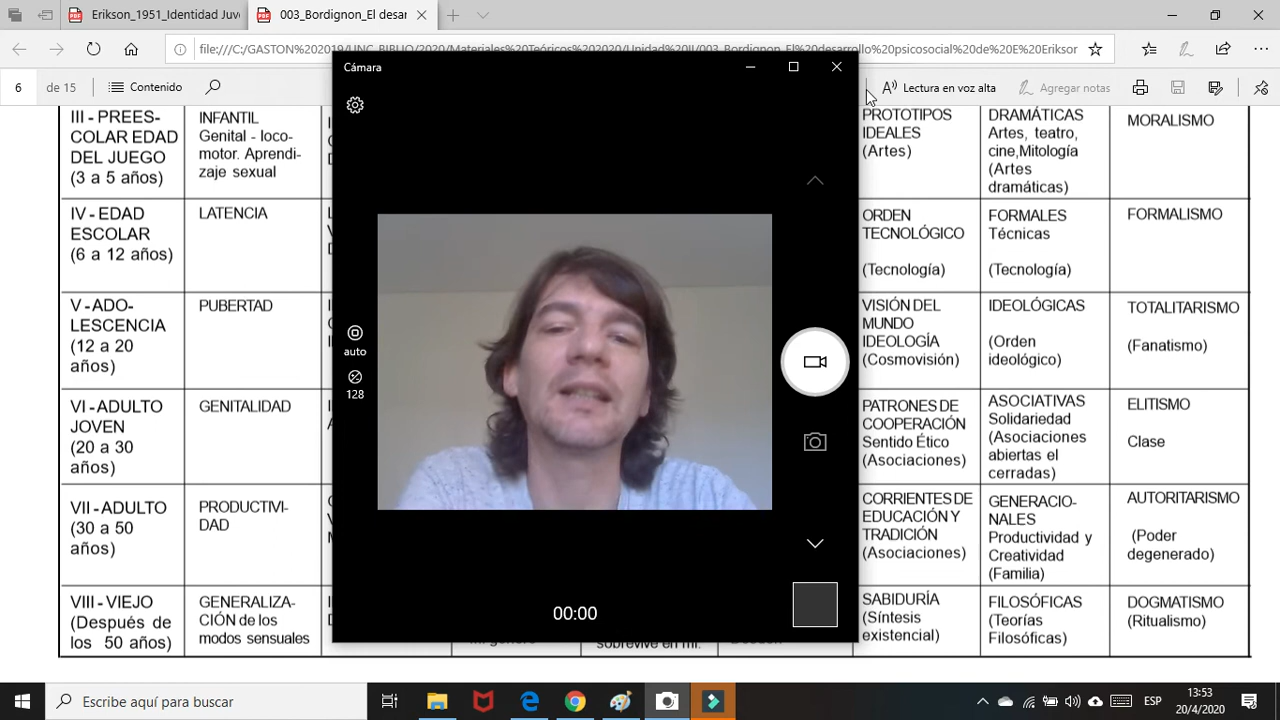 Erikson_1951_Identidad Juv
003_Bordignon_El desar
file:///C:/GASTON%202019/UNC_BIBLIO/2020/Materiales%20Teóricos%202020/Unidad%20II/003_Bordignon_El%20desarrollo%20psicosocial%20de%20E%20Eriksor
6 de 15
Contenido
Lectura en voz alta
Agregar notas
Cámara
auto
128
00:00
III - PREES-
COLAR EDAD
DEL JUEGO
(3 a 5 años)
INFANTIL
Genital - loco-
motor. Aprendi-
zaje sexual
PROTOTIPOS
IDEALES
(Artes)
DRAMÁTICAS
Artes, teatro,
cine,Mitología
(Artes
dramáticas)
MORALISMO
IV - EDAD
ESCOLAR
(6 a 12 años)
LATENCIA
ORDEN
TECNOLÓGICO
(Tecnología)
FORMALES
Técnicas
(Tecnología)
FORMALISMO
V - ADO-
LESCENCIA
(12 a 20
años)
PUBERTAD
VISIÓN DEL
MUNDO
IDEOLOGÍA
(Cosmovisión)
IDEOLÓGICAS
(Orden
ideológico)
TOTALITARISMO
(Fanatismo)
VI - ADULTO
JOVEN
(20 a 30
años)
GENITALIDAD
PATRONES DE
COOPERACIÓN
Sentido Ético
(Asociaciones)
ASOCIATIVAS
Solidariedad
(Asociaciones
abiertas el
cerradas)
ELITISMO
Clase
VII - ADULTO
(30 a 50
años)
PRODUCTIVI-
DAD
CORRIENTES DE
EDUCACIÓN Y
TRADICIÓN
(Asociaciones)
GENERACIO-
NALES
Productividad y
Creatividad
(Familia)
AUTORITARISMO
(Poder
degenerado)
VIII - VIEJO
(Después de
los 50 años)
GENERALIZA-
CIÓN de los
modos sensuales
sobrevive en mi.
SABIDURÍA
(Síntesis
existencial)
FILOSÓFICAS
(Teorías
Filosóficas)
DOGMATISMO
(Ritualismo)
Escribe aquí para buscar
ESP
13:53
20/4/2020